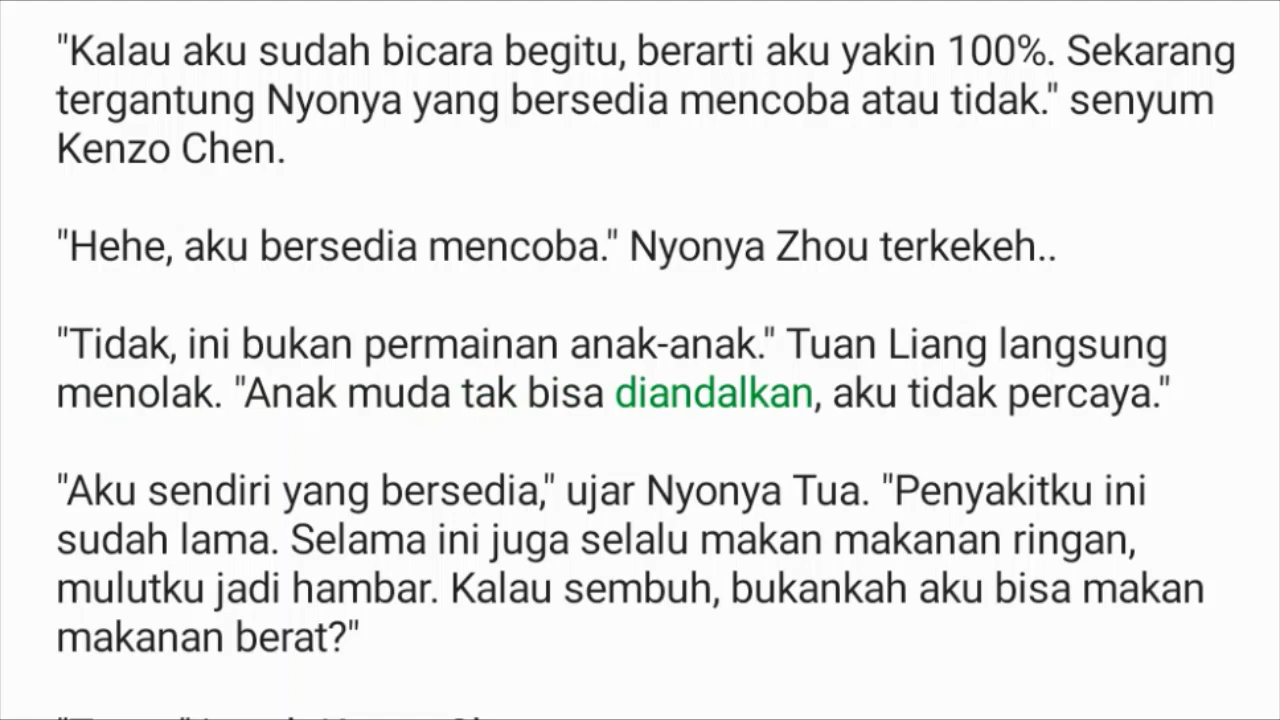 "Kalau aku sudah bicara begitu, berarti aku yakin 100%. Sekarang
tergantung Nyonya yang bersedia mencoba atau tidak." senyum
Kenzo Chen.
"Hehe, aku bersedia mencoba." Nyonya Zhou terkekeh..
"Tidak, ini bukan permainan anak-anak." Tuan Liang langsung
menolak. "Anak muda tak bisa diandalkan, aku tidak percaya."
"Aku sendiri yang bersedia," ujar Nyonya Tua. "Penyakitku ini
sudah lama. Selama ini juga selalu makan makanan ringan,
mulutku jadi hambar. Kalau sembuh, bukankah aku bisa makan
makanan berat?"